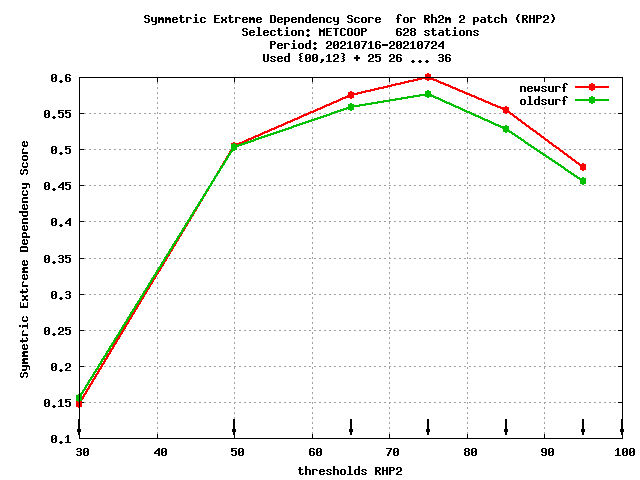 Symmetric Extreme Dependency Score  for Rh2m 2 patch (RHP2)
Selection: METCOOP    628 stations
Period: 20210716-20210724
Used {00,12} + 25 26 ... 36
newsurf
oldsurf
Symmetric Extreme Dependency Score
0.6
0.55
0.5
0.45
0.4
0.35
0.3
0.25
0.2
0.15
0.1
30 40 50 60 70 80 90 100
thresholds RHP2